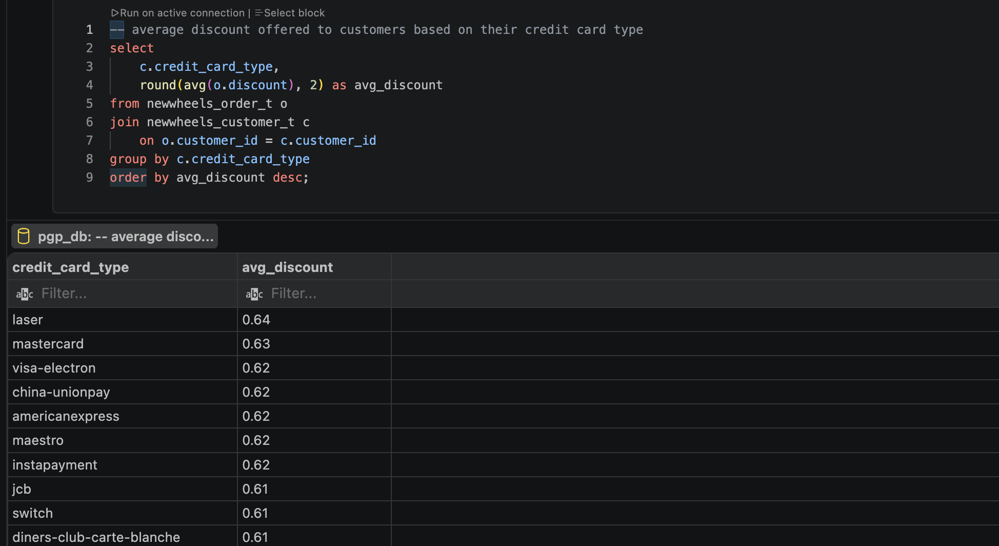 Run on active connection | Select block
1 -- average discount offered to customers based on their credit card type
2 select
3 c.credit_card_type,
4 round(avg(o.discount), 2) as avg_discount
5 from newwheels_order_t o
6 join newwheels_customer_t c
7 on o.customer_id = c.customer_id
8 group by c.credit_card_type
9 order by avg_discount desc;
pgp_db: -- average disco...
credit_card_type avg_discount
abc Filter... abc Filter...
laser 0.64
mastercard 0.63
visa-electron 0.62
china-unionpay 0.62
americanexpress 0.62
maestro 0.62
instapayment 0.62
jcb 0.61
switch 0.61
diners-club-carte-blanche 0.61